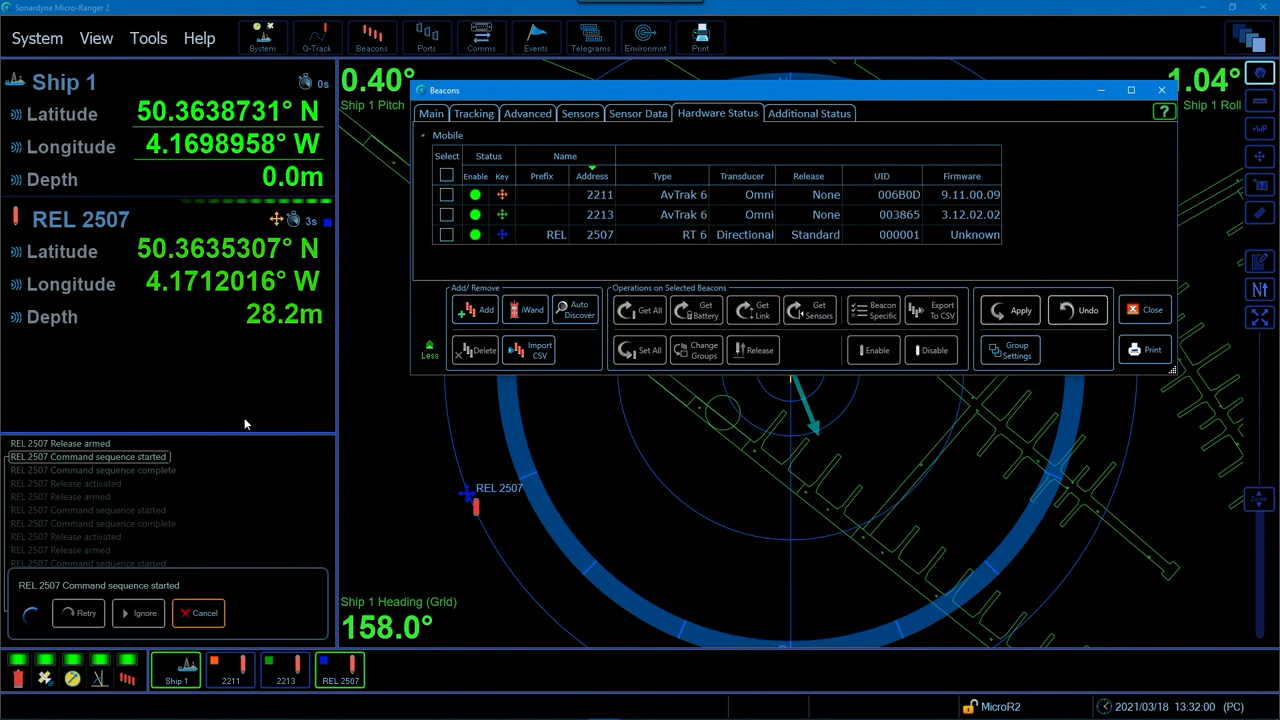 Sonardyne Micro-Ranger 2
System View Tools Help
System Q-Track Beacons Ports Comms Events Telegrams Environmnt Print
Ship 1 0s
Latitude 50.3638731° N
Longitude 4.1698958° W
Depth 0.0m
REL 2507 3s
Latitude 50.3635307° N
Longitude 4.1712016° W
Depth 28.2m
REL 2507 Release armed
REL 2507 Command sequence started
REL 2507 Command sequence complete
REL 2507 Release activated
REL 2507 Release armed
REL 2507 Command sequence started
REL 2507 Command sequence complete
REL 2507 Release activated
REL 2507 Release armed
REL 2507 Command sequence started
REL 2507 Command sequence started
Retry Ignore Cancel
0.40°
Ship 1 Pitch
1.04°
Ship 1 Roll
Beacons
Main Tracking Advanced Sensors Sensor Data Hardware Status Additional Status
?
Mobile
Select Status Name
Enable Key Prefix Address Type Transducer Release UID Firmware
2211 AvTrak 6 Omni None 006B0D 9.11.00.09
2213 AvTrak 6 Omni None 003865 3.12.02.02
REL 2507 RT 6 Directional Standard 000001 Unknown
Less
Add/ Remove
Add iWand Auto Discover
Delete Import CSV
Operations on Selected Beacons
Get All Get Battery Get Link Get Sensors Beacon Specific Export To CSV
Set All Change Groups Release Enable Disable
Apply Undo Close
Group Settings Print
REL 2507
Ship 1 Heading (Grid)
158.0°
+WP
N
Zoom
Ship 1 2211 2213 REL 2507
MicroR2 2021/03/18 13:32:00 (PC)